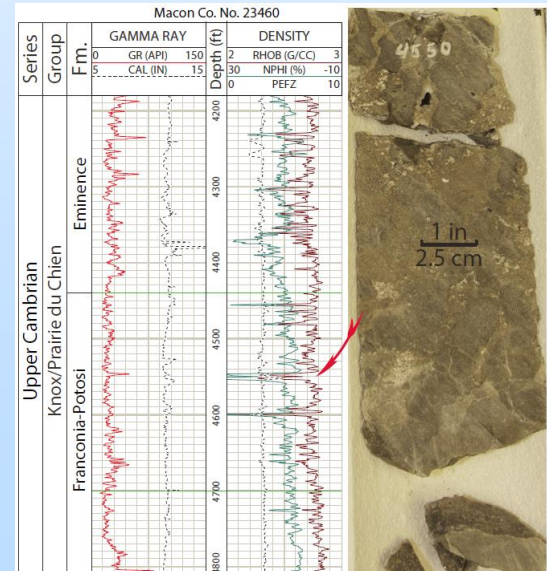 Macon Co. No. 23460
Series
Group
Fm.
GAMMA RAY
0 GR (API) 150
5 CAL (IN) 15
Depth (ft)
DENSITY
2 RHOB (G/CC) 3
30 NPHI (%) -10
0 PEFZ 10
Upper Cambrian
Knox/Prairie du Chien
Eminence
Franconia-Potosi
4200
4300
4400
4500
4600
4700
4800
4550
1 in
2.5 cm